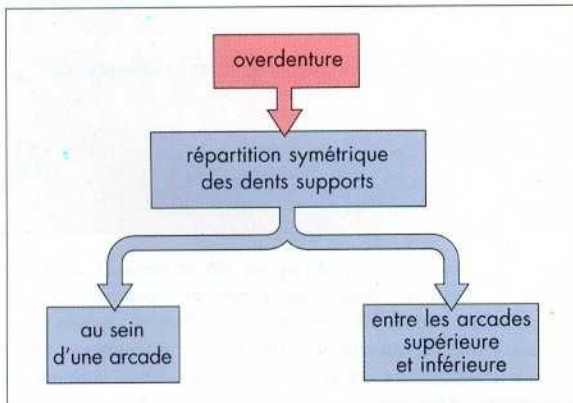 overdenture
répartition symétrique
des dents supports
au sein
d'une arcade
entre les arcades
supérieure
et inférieure